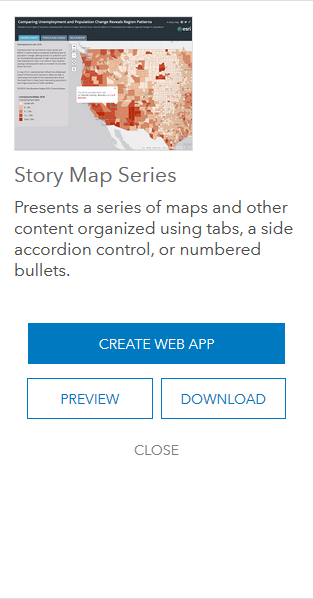 Comparing Unemployment and Population Change Reveals Region Patterns
esri
Story Map Series
Presents a series of maps and other
content organized using tabs, a side
accordion control, or numbered
bullets.
CREATE WEB APP
PREVIEW
DOWNLOAD
CLOSE